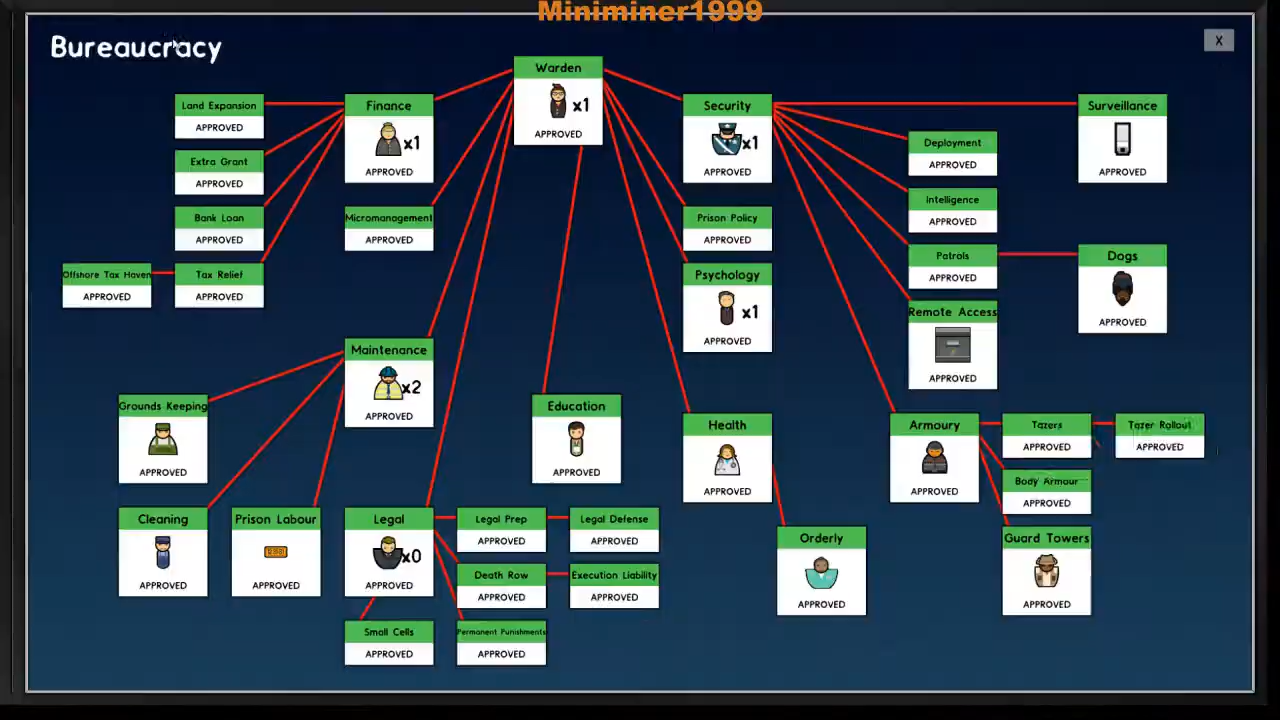 Miniminer1999
Bureaucracy
X
Warden
x1
APPROVED
Land Expansion
APPROVED
Finance
x1
APPROVED
Security
x1
APPROVED
Surveillance
APPROVED
Deployment
APPROVED
Extra Grant
APPROVED
Intelligence
APPROVED
Bank Loan
APPROVED
Micromanagement
APPROVED
Prison Policy
APPROVED
Patrols
APPROVED
Dogs
APPROVED
Offshore Tax Haven
APPROVED
Tax Relief
APPROVED
Psychology
x1
APPROVED
Remote Access
APPROVED
Maintenance
x2
APPROVED
Grounds Keeping
APPROVED
Education
APPROVED
Health
APPROVED
Armoury
APPROVED
Tazers
APPROVED
Tazer Rollout
APPROVED
Body Armour
APPROVED
Cleaning
APPROVED
Prison Labour
APPROVED
Legal
x0
APPROVED
Legal Prep
APPROVED
Legal Defense
APPROVED
Orderly
APPROVED
Guard Towers
APPROVED
Death Row
APPROVED
Execution Liability
APPROVED
Small Cells
APPROVED
Permanent Punishments
APPROVED